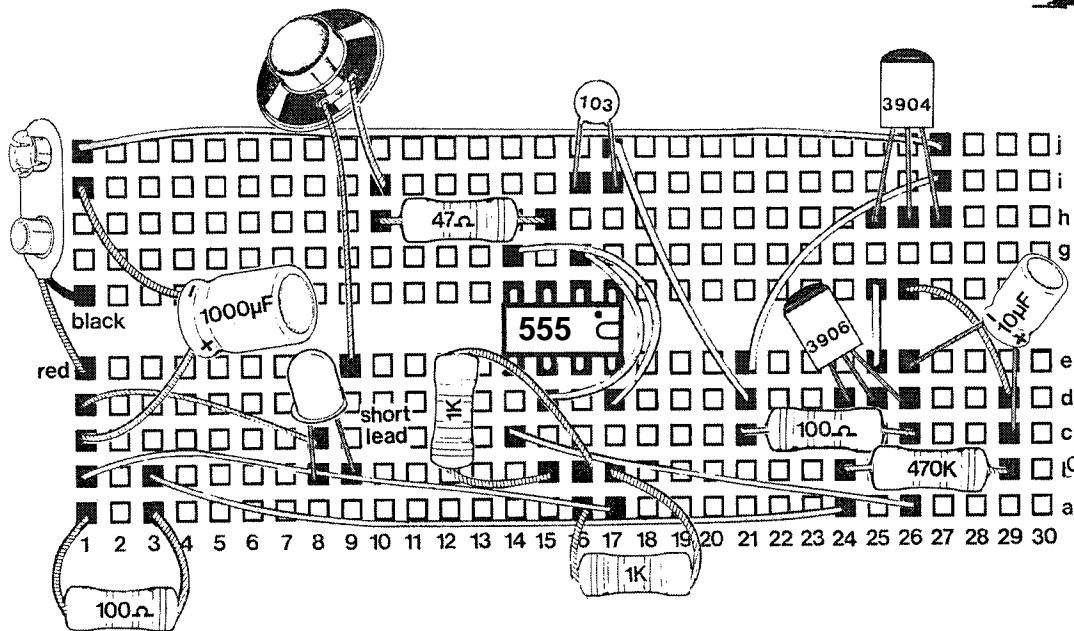 103
3904
j
i
47Ω
h
g
1000µF
-
+
555
3906
10µF
-
+
black
red
e
short
lead
d
1K
100Ω
c
470K
a
1 2 3 4 5 6 7 8 9 10 11 12 13 14 15 16 17 18 19 20 21 22 23 24 25 26 27 28 29 30
1K
100Ω